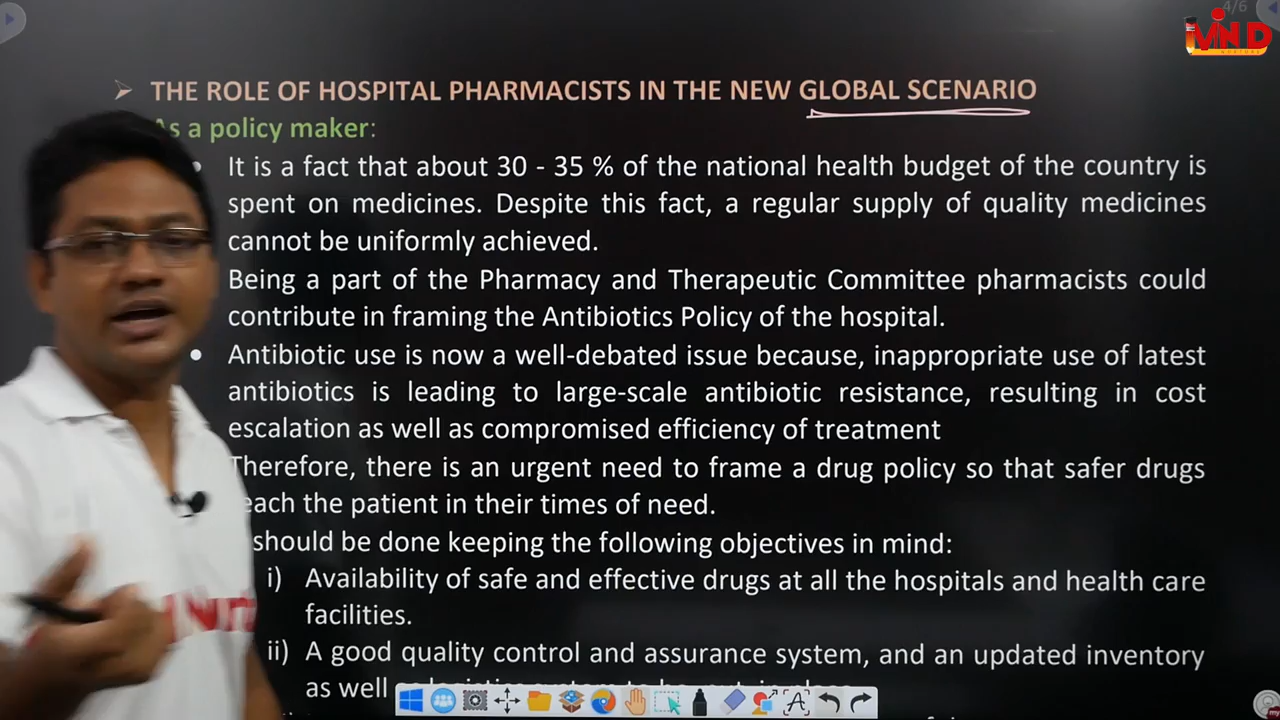 4/6
MIND
➢ THE ROLE OF HOSPITAL PHARMACISTS IN THE NEW GLOBAL SCENARIO
As a policy maker:
It is a fact that about 30 - 35 % of the national health budget of the country is
spent on medicines. Despite this fact, a regular supply of quality medicines
cannot be uniformly achieved.
Being a part of the Pharmacy and Therapeutic Committee pharmacists could
contribute in framing the Antibiotics Policy of the hospital.
• Antibiotic use is now a well-debated issue because, inappropriate use of latest
antibiotics is leading to large-scale antibiotic resistance, resulting in cost
escalation as well as compromised efficiency of treatment
Therefore, there is an urgent need to frame a drug policy so that safer drugs
each the patient in their times of need.
should be done keeping the following objectives in mind:
i) Availability of safe and effective drugs at all the hospitals and health care
facilities.
ii) A good quality control and assurance system, and an updated inventory
as well